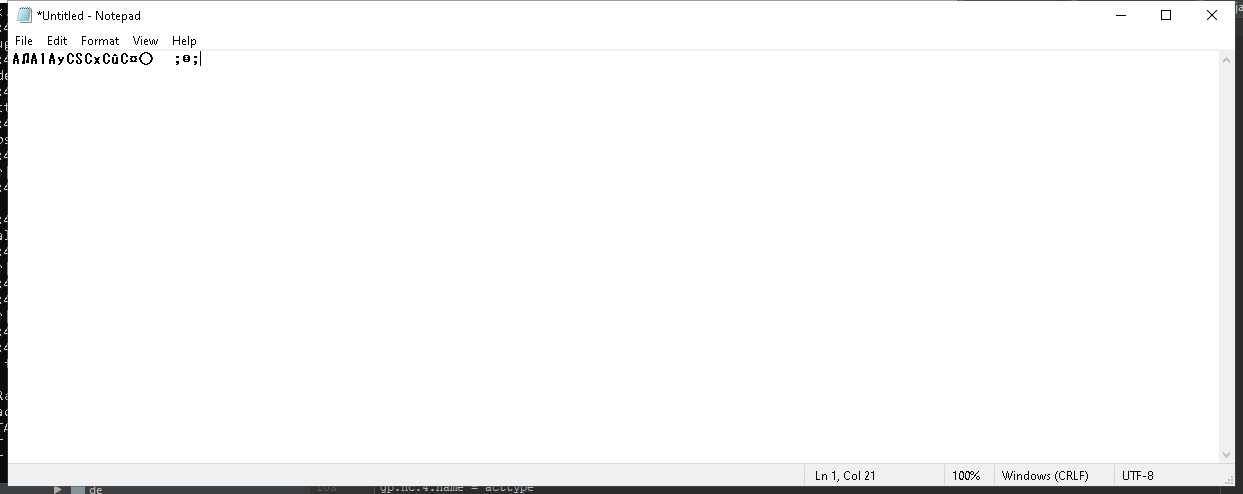 *Untitled - Notepad
File Edit Format View Help
AЛA1AyCSCxCûC¤〇 ;¤;
Ln 1, Col 21 100% Windows (CRLF) UTF-8
de
gp.nc.4.name = acctype